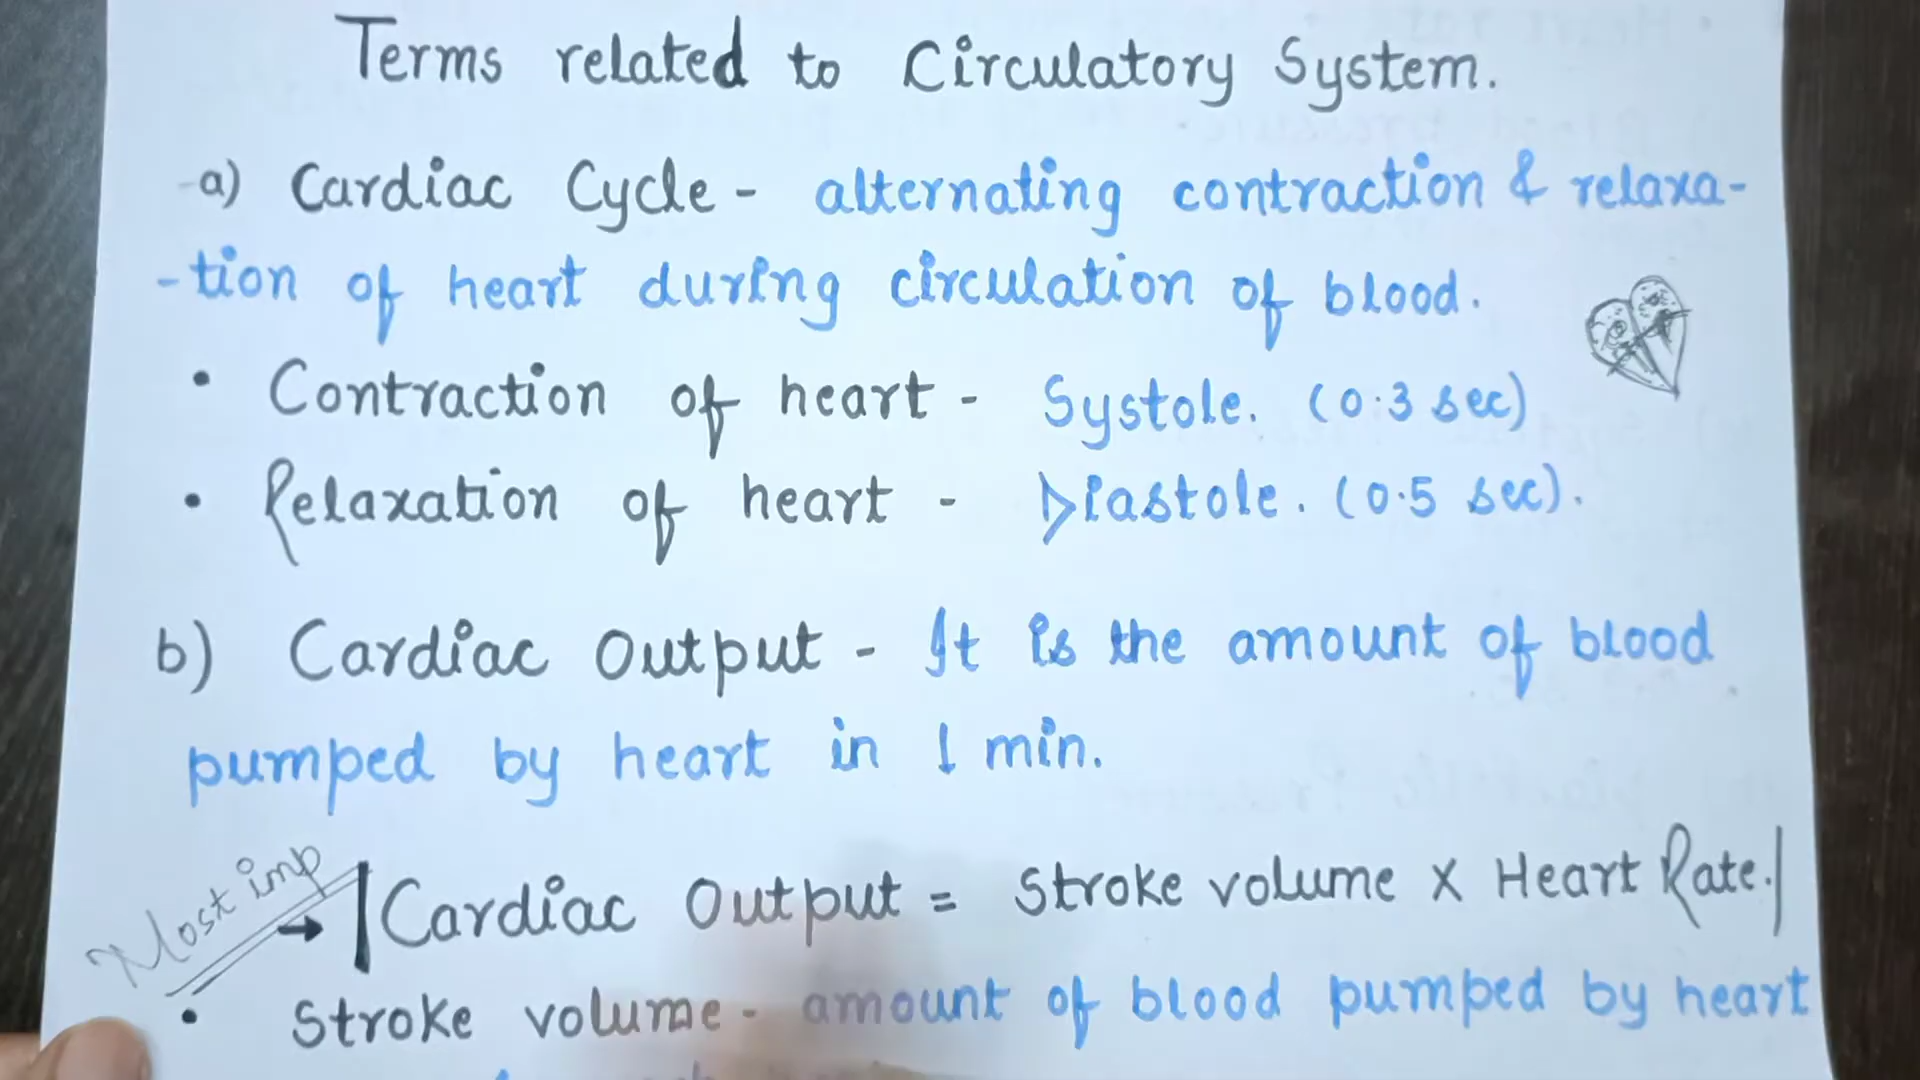 Terms related to Circulatory System.
a) Cardiac Cycle - alternating contraction & relaxa-
-tion of heart during circulation of blood.
• Contraction of heart - Systole. (0.3 sec)
• Relaxation of heart - Diastole. (0.5 sec).
b) Cardiac Output - It is the amount of blood
pumped by heart in 1 min.
Most imp
→ |Cardiac Output = Stroke volume X Heart Rate.|
• Stroke volume - amount of blood pumped by heart